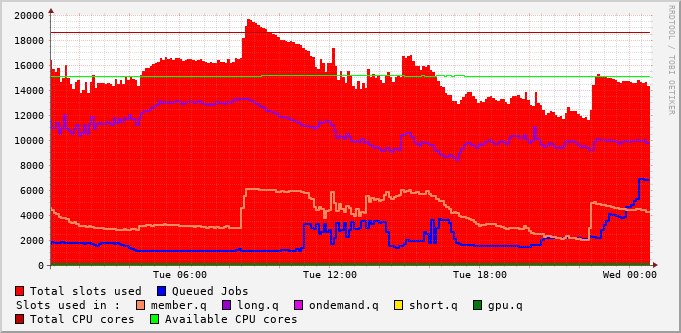 20000
18000
16000
14000
12000
10000
8000
6000
4000
2000
0
Tue 06:00 Tue 12:00 Tue 18:00 Wed 00:00
RRDTOOL / TOBI OETIKER
Total slots used Queued Jobs
Slots used in : member.q long.q ondemand.q short.q gpu.q
Total CPU cores Available CPU cores